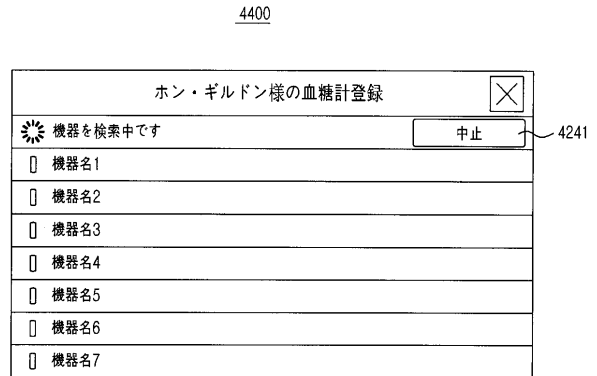 4400
ホン・ギルドン様の血糖計登録
機器を検索中です 中止 4241
機器名1
機器名2
機器名3
機器名4
機器名5
機器名6
機器名7